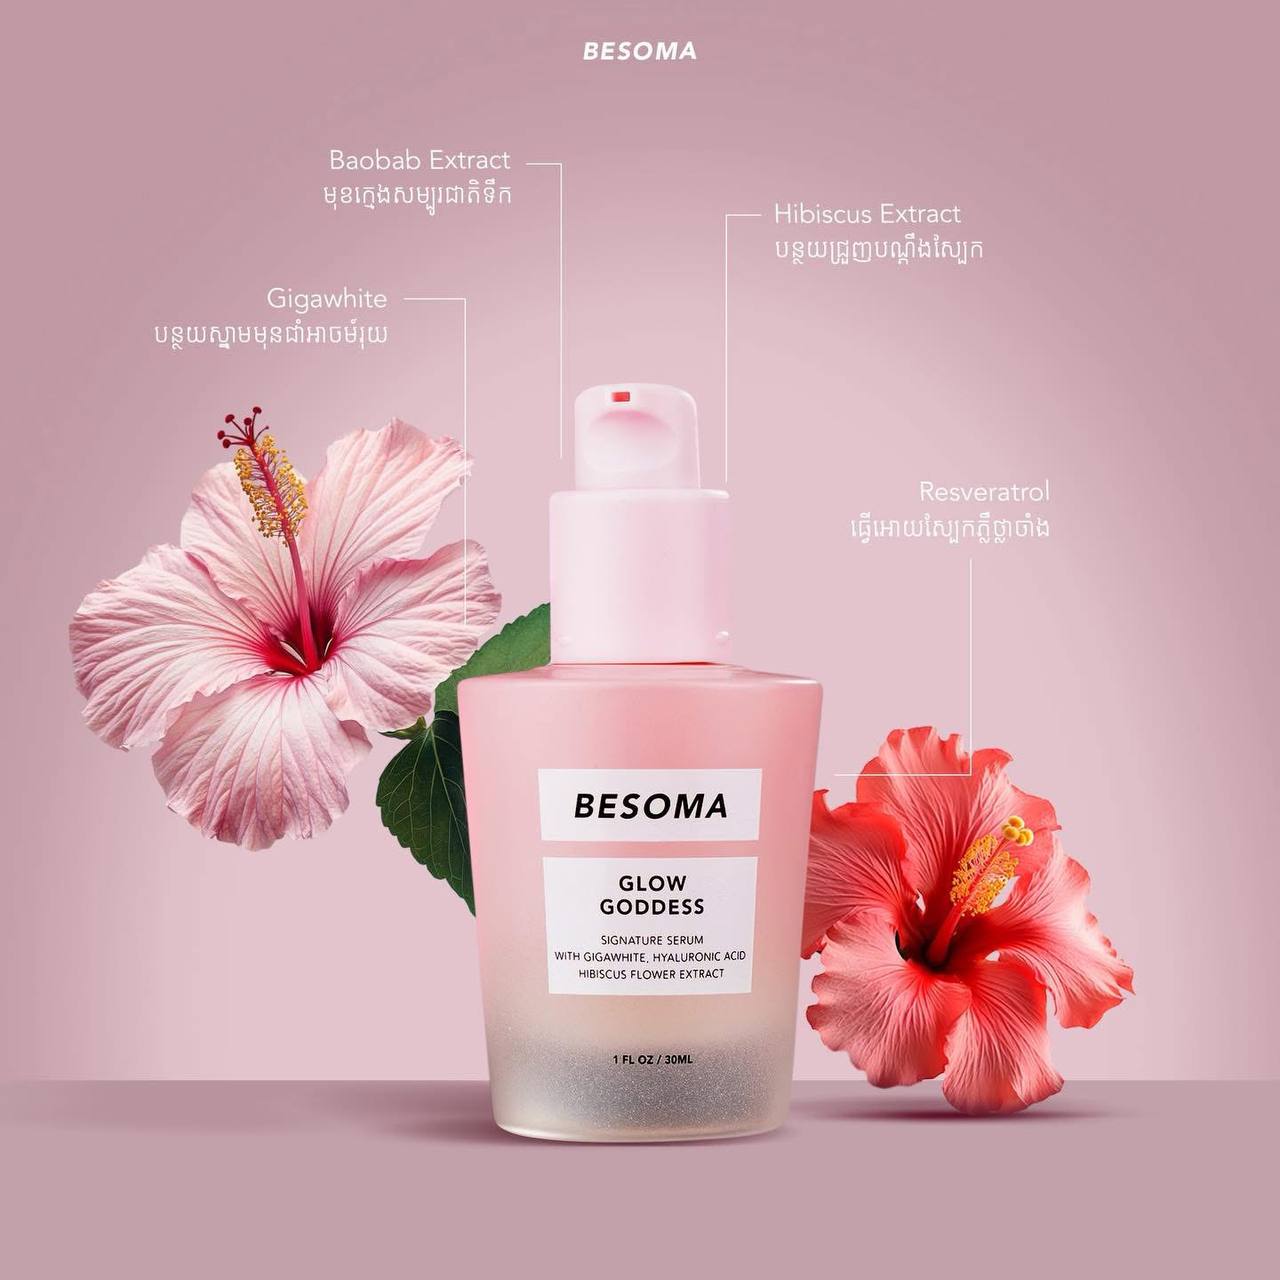 BESOMA
Baobab Extract
មុខក្មេងសម្បូរជាតិទឹក
Hibiscus Extract
បន្ថយជ្រួញបណ្ដឹងស្បែក
Gigawhite
បន្ថយស្នាមមុនជាំអាចម៍រុយ
Resveratrol
ធ្វើអោយស្បែកភ្លឺថ្លាចាំង
BESOMA
GLOW
GODDESS
SIGNATURE SERUM
WITH GIGAWHITE, HYALURONIC ACID
HIBISCUS FLOWER EXTRACT
1 FL OZ / 30ML